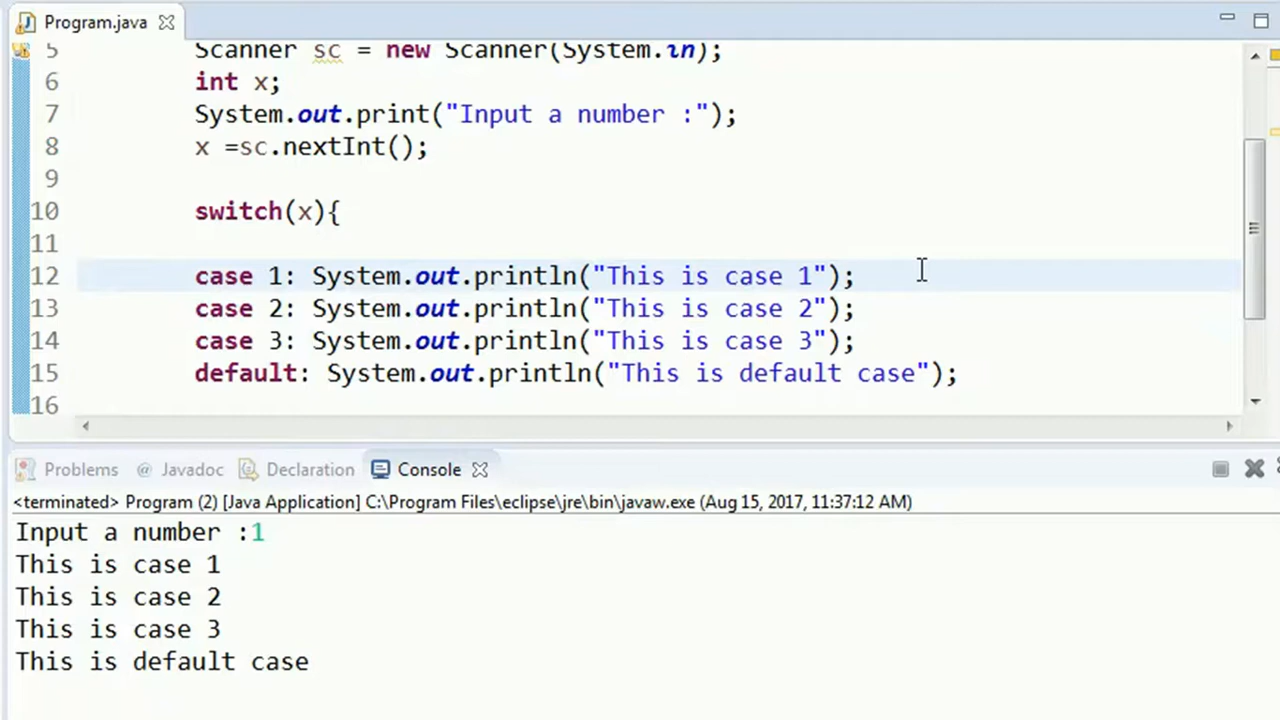 Program.java
5 Scanner sc = new Scanner(System.in);
6 int x;
7 System.out.print("Input a number :");
8 x =sc.nextInt();
9
10 switch(x){
11
12 case 1: System.out.println("This is case 1");
13 case 2: System.out.println("This is case 2");
14 case 3: System.out.println("This is case 3");
15 default: System.out.println("This is default case");
16
Problems @ Javadoc Declaration Console
<terminated> Program (2) [Java Application] C:\Program Files\eclipse\jre\bin\javaw.exe (Aug 15, 2017, 11:37:12 AM)
Input a number :1
This is case 1
This is case 2
This is case 3
This is default case